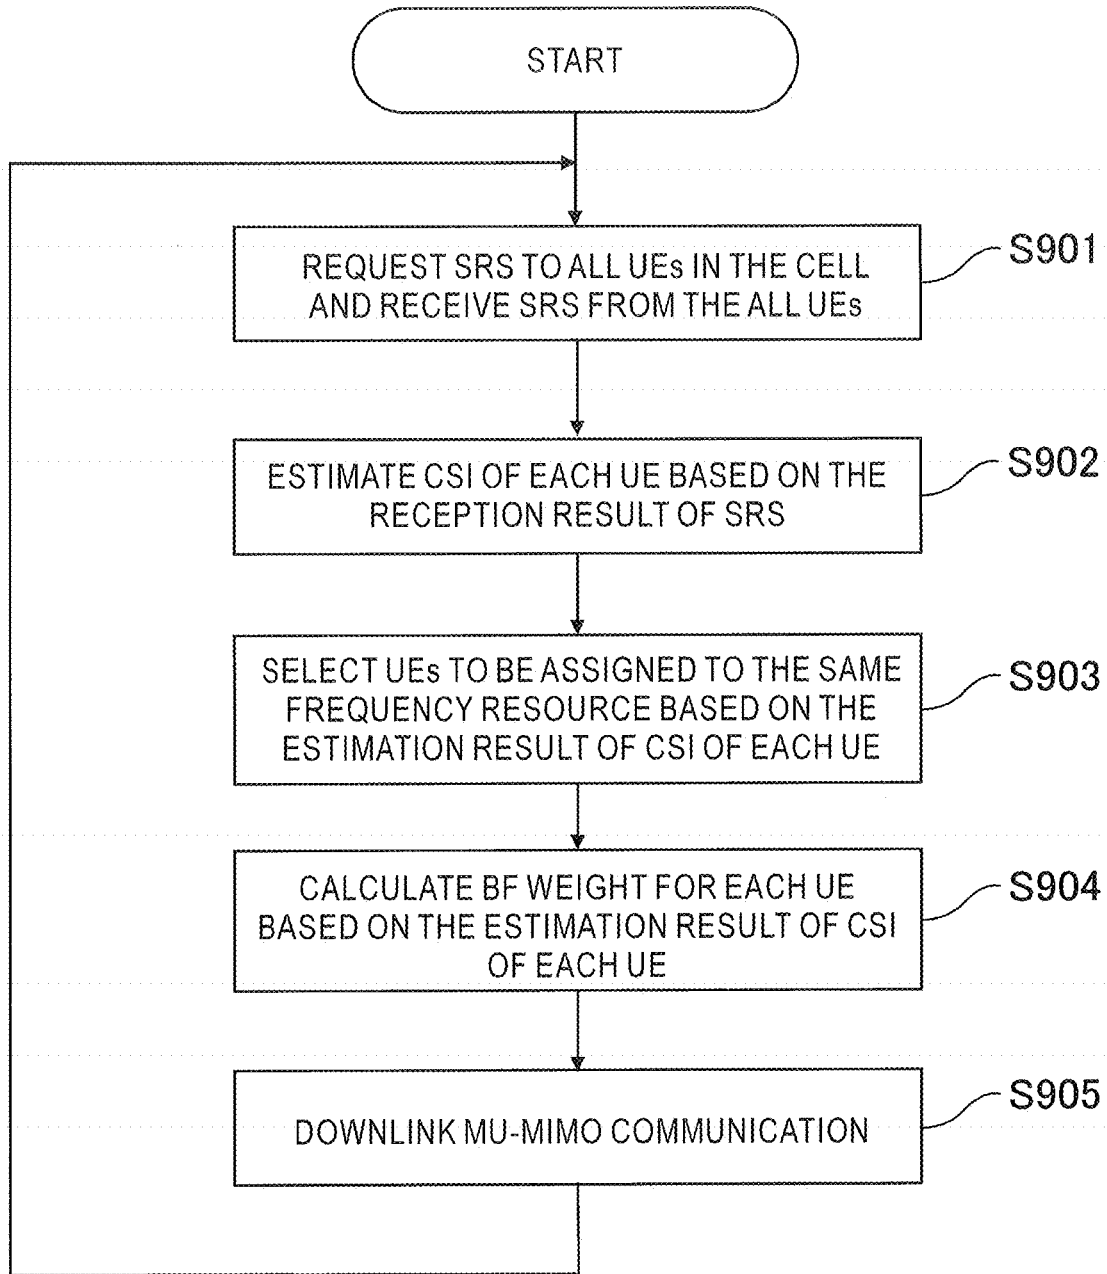 START
REQUEST SRS TO ALL UEs IN THE CELL
AND RECEIVE SRS FROM THE ALL UEs
S901
ESTIMATE CSI OF EACH UE BASED ON THE
RECEPTION RESULT OF SRS
S902
SELECT UEs TO BE ASSIGNED TO THE SAME
FREQUENCY RESOURCE BASED ON THE
ESTIMATION RESULT OF CSI OF EACH UE
S903
CALCULATE BF WEIGHT FOR EACH UE
BASED ON THE ESTIMATION RESULT OF CSI
OF EACH UE
S904
DOWNLINK MU-MIMO COMMUNICATION
S905